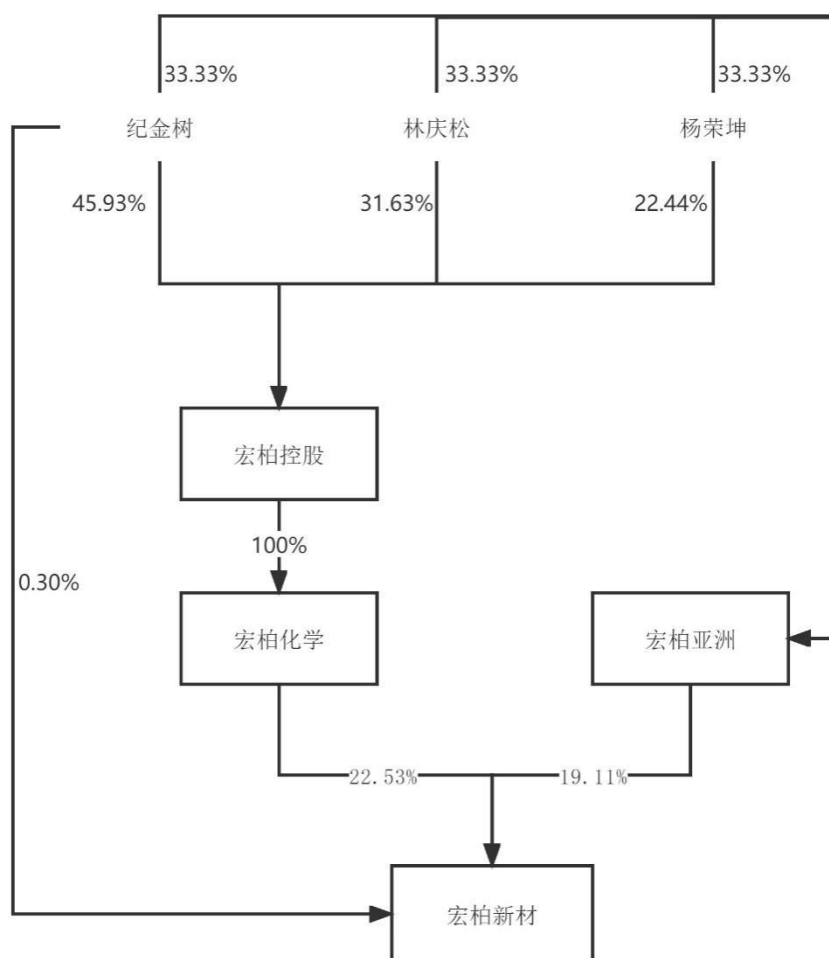 33.33%
33.33%
33.33%
纪金树
林庆松
杨荣坤
45.93%
31.63%
22.44%
宏柏控股
100%
0.30%
宏柏化学
宏柏亚洲
22.53%
19.11%
宏柏新材